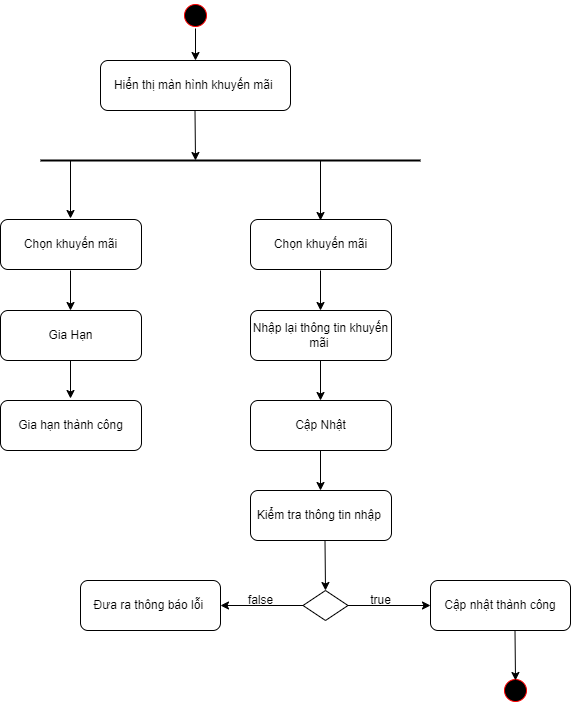 Hiển thị màn hình khuyến mãi
Chọn khuyến mãi
Chọn khuyến mãi
Gia Hạn
Nhập lại thông tin khuyến
mãi
Gia hạn thành công
Cập Nhật
Kiểm tra thông tin nhập
Đưa ra thông báo lỗi
false
true
Cập nhật thành công